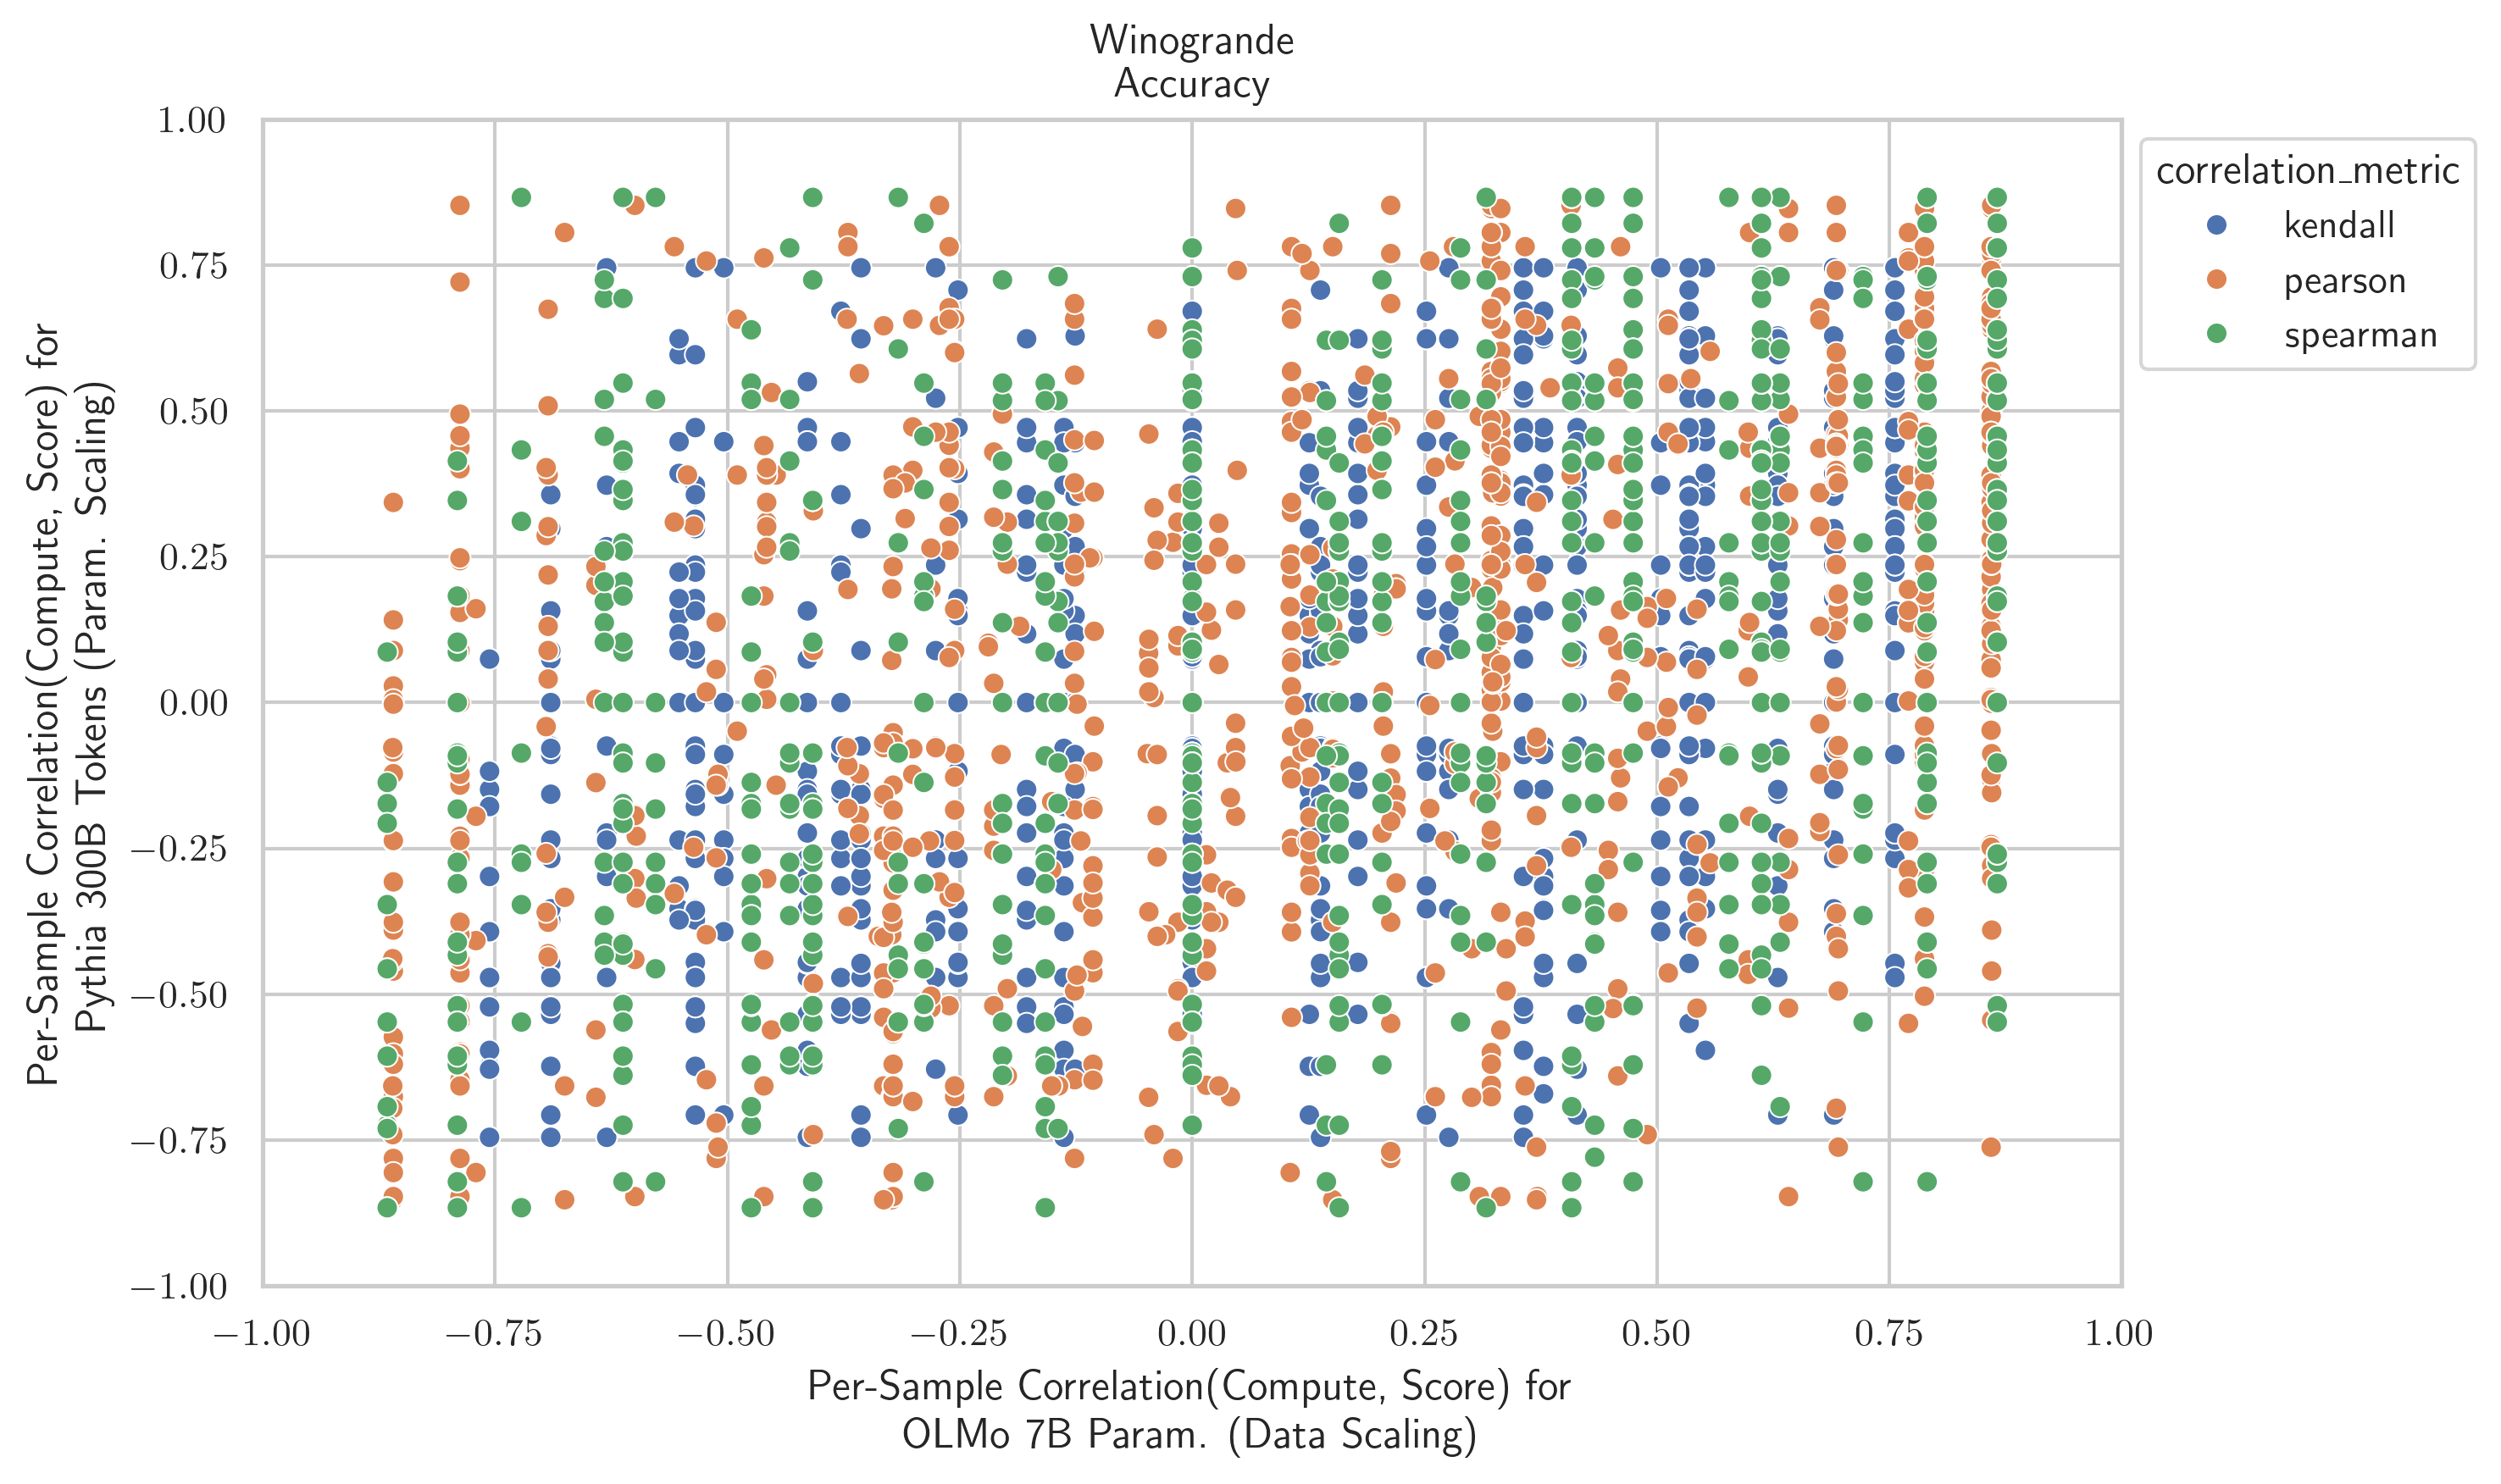 Winogrande
Accuracy
Per-Sample Correlation(Compute, Score) for
Pythia 300B Tokens (Param. Scaling)
1.00
0.75
0.50
0.25
0.00
−0.25
−0.50
−0.75
−1.00
−1.00 −0.75 −0.50 −0.25 0.00 0.25 0.50 0.75 1.00
Per-Sample Correlation(Compute, Score) for
OLMo 7B Param. (Data Scaling)
correlation_metric
kendall
pearson
spearman